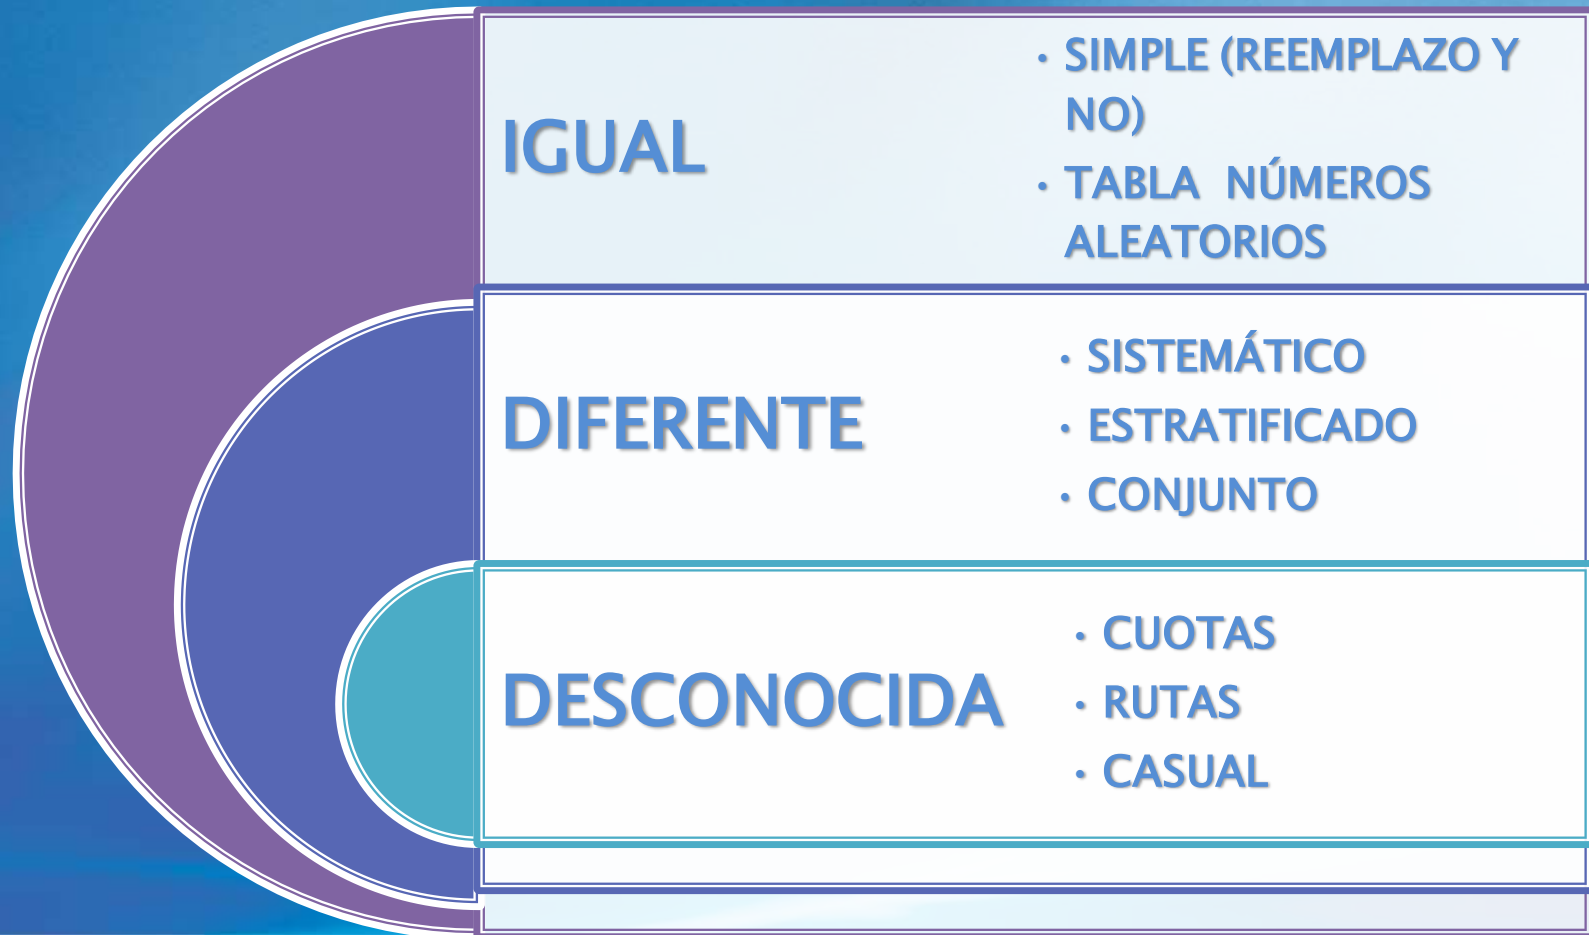 IGUAL
• SIMPLE (REEMPLAZO Y
NO)
• TABLA NÚMEROS
ALEATORIOS
DIFERENTE
• SISTEMÁTICO
• ESTRATIFICADO
• CONJUNTO
DESCONOCIDA
• CUOTAS
• RUTAS
• CASUAL